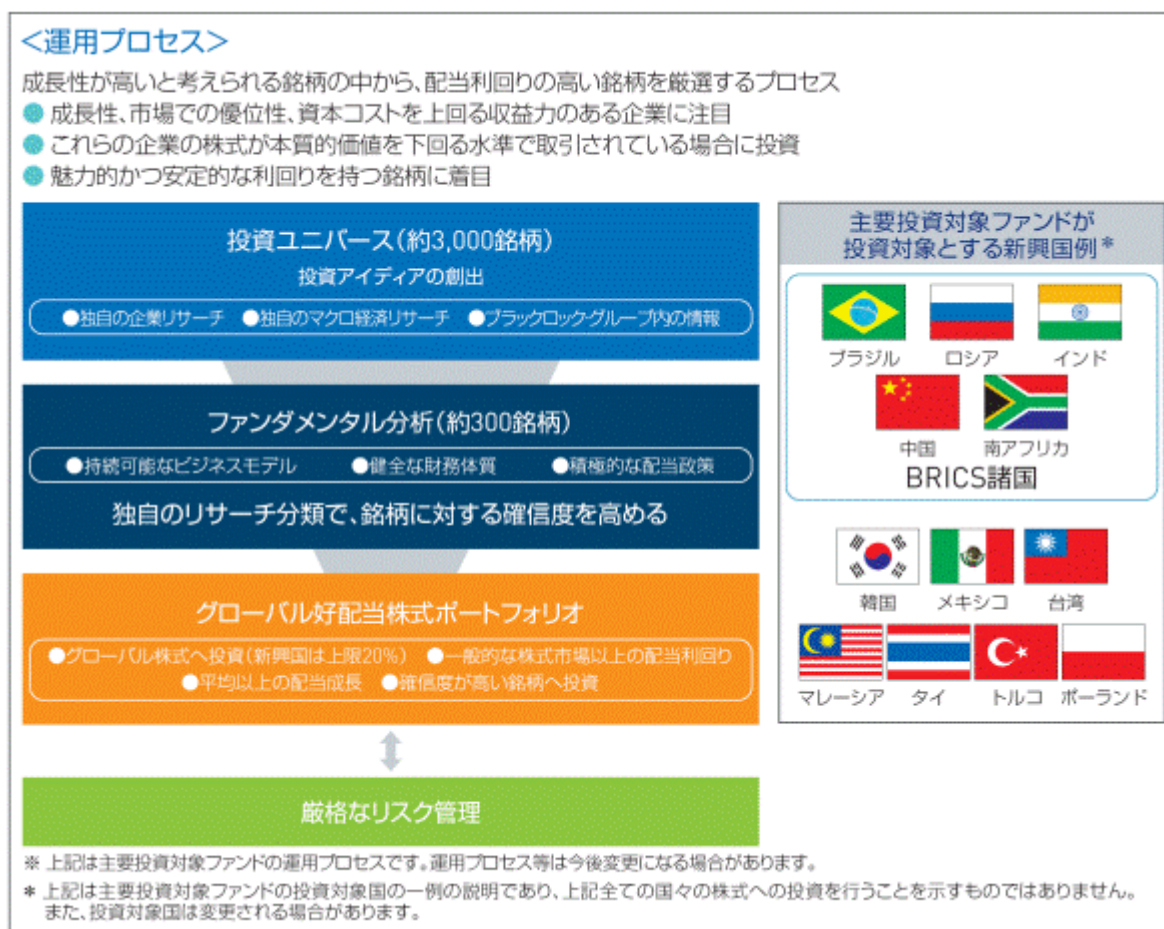 ＜運用プロセス＞
成長性が高いと考えられる銘柄の中から、配当利回りの高い銘柄を厳選するプロセス
● 成長性、市場での優位性、資本コストを上回る収益力のある企業に注目
● これらの企業の株式が本質的価値を下回る水準で取引されている場合に投資
● 魅力的かつ安定的な利回りを持つ銘柄に着目
投資ユニバース(約3,000銘柄)
投資アイディアの創出
●独自の企業リサーチ ●独自のマクロ経済リサーチ ●ブラックロック・グループ内の情報
ファンダメンタル分析(約300銘柄)
●持続可能なビジネスモデル ●健全な財務体質 ●積極的な配当政策
独自のリサーチ分類で、銘柄に対する確信度を高める
グローバル好配当株式ポートフォリオ
●グローバル株式へ投資(新興国は上限20%) ●一般的な株式市場以上の配当利回り
●平均以上の配当成長 ●確信度が高い銘柄へ投資
厳格なリスク管理
主要投資対象ファンドが
投資対象とする新興国例*
ブラジル ロシア インド
中国 南アフリカ
BRICS諸国
韓国 メキシコ 台湾
マレーシア タイ トルコ ポーランド
※ 上記は主要投資対象ファンドの運用プロセスです。運用プロセス等は今後変更になる場合があります。
* 上記は主要投資対象ファンドの投資対象国の一例の説明であり、上記全ての国々の株式への投資を行うことを示すものではありません。
また、投資対象国は変更される場合があります。